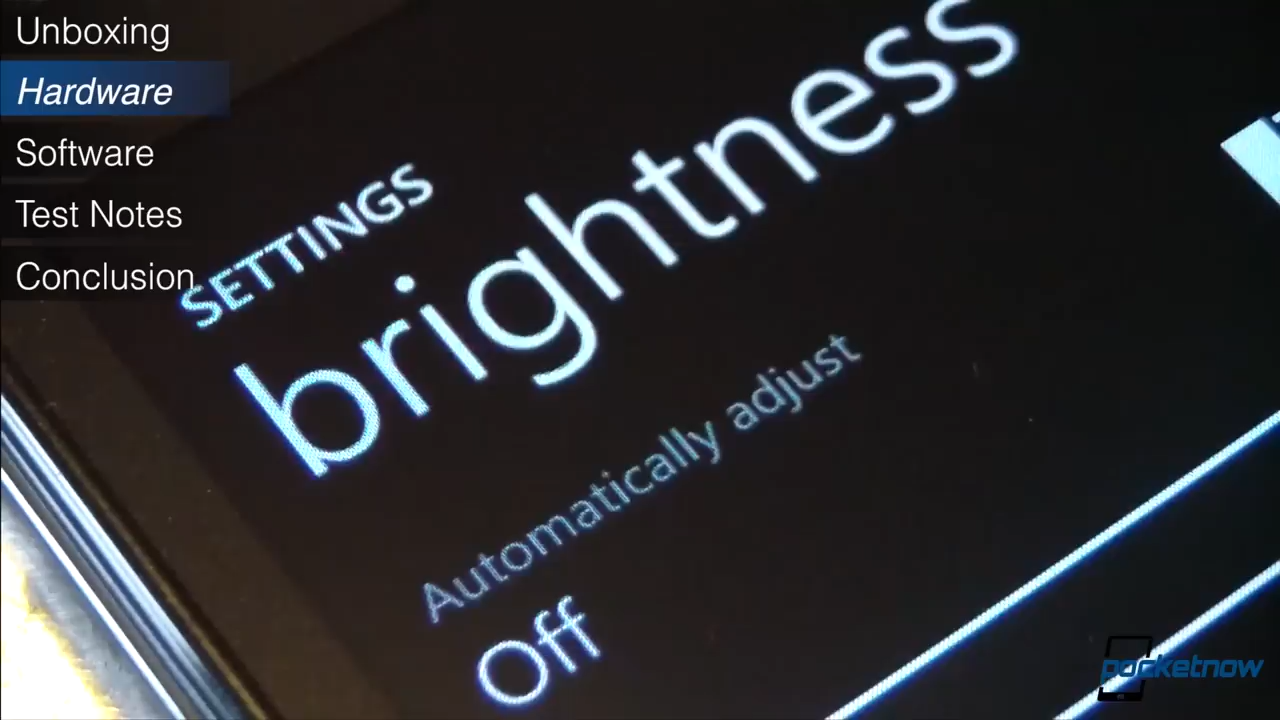 Unboxing
Hardware
Software
Test Notes
Conclusion
SETTINGS
brightness
Automatically adjust
Off
pocketnow